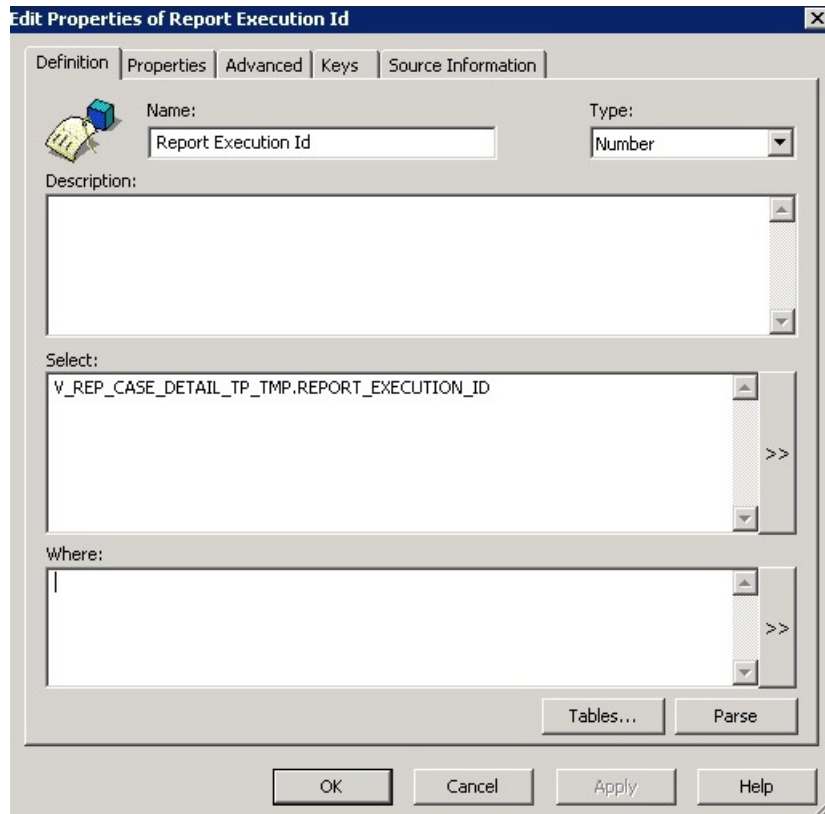 Edit Properties of Report Execution Id
Definition Properties Advanced Keys Source Information
Name: Type:
Report Execution Id Number
Description:
Select:
V_REP_CASE_DETAIL_TP_TMP.REPORT_EXECUTION_ID
>>
Where:
>>
Tables... Parse
OK Cancel Apply Help